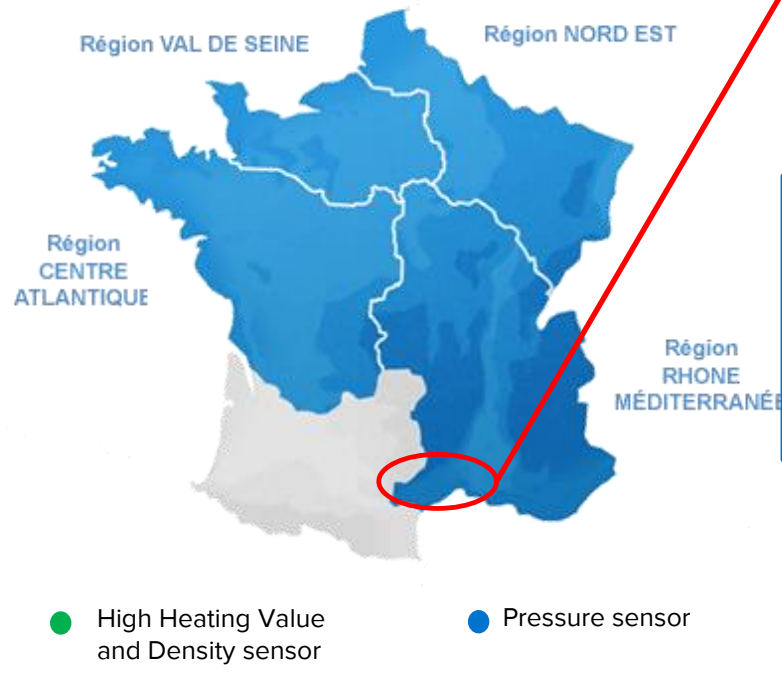 Région VAL DE SEINE
Région NORD EST
Région
CENTRE
ATLANTIQUE
Région
RHONE
MÉDITERRANÉE
High Heating Value
and Density sensor
Pressure sensor